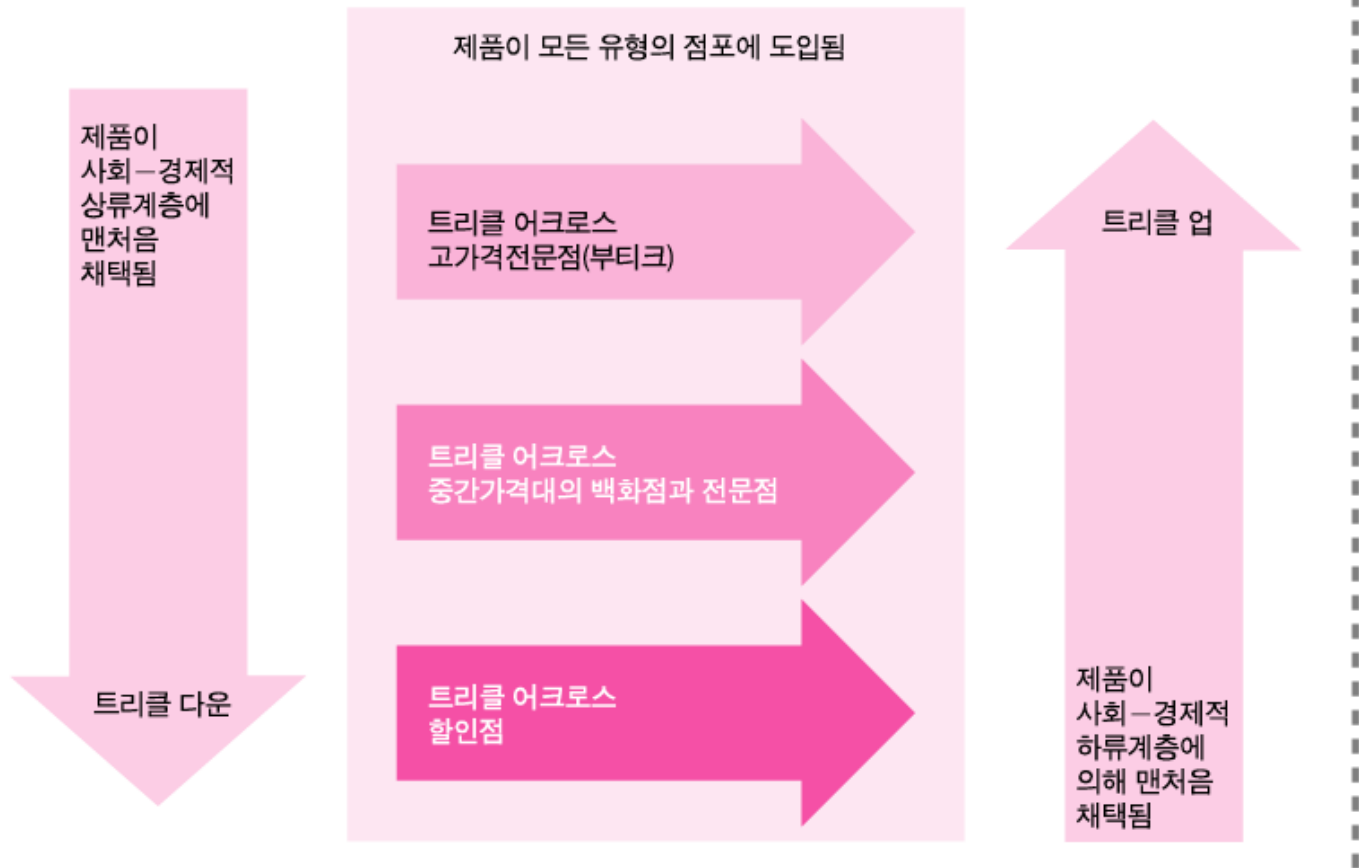 제품이 모든 유형의 점포에 도입됨
제품이
사회–경제적
상류계층에
맨처음
채택됨
트리클 다운
트리클 어크로스
고가격전문점(부티크)
트리클 어크로스
중간가격대의 백화점과 전문점
트리클 어크로스
할인점
트리클 업
제품이
사회–경제적
하류계층에
의해 맨처음
채택됨